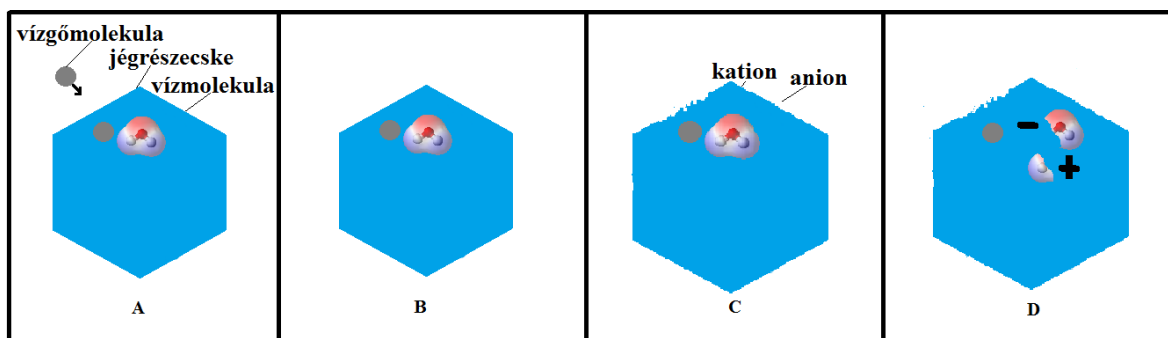 vízgőmolekula
jégrészecske
vízmolekula
kation
anion
−
+
A
B
C
D